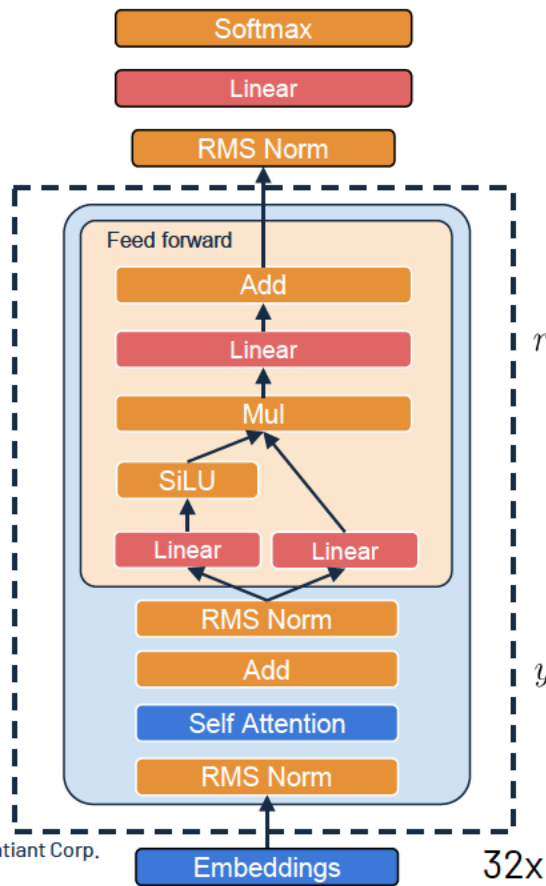 Softmax
Linear
RMS Norm
Feed forward
Add
Linear
Mul
SiLU
Linear Linear
RMS Norm
Add
Self Attention
RMS Norm
Embeddings
y
Corp.
32x